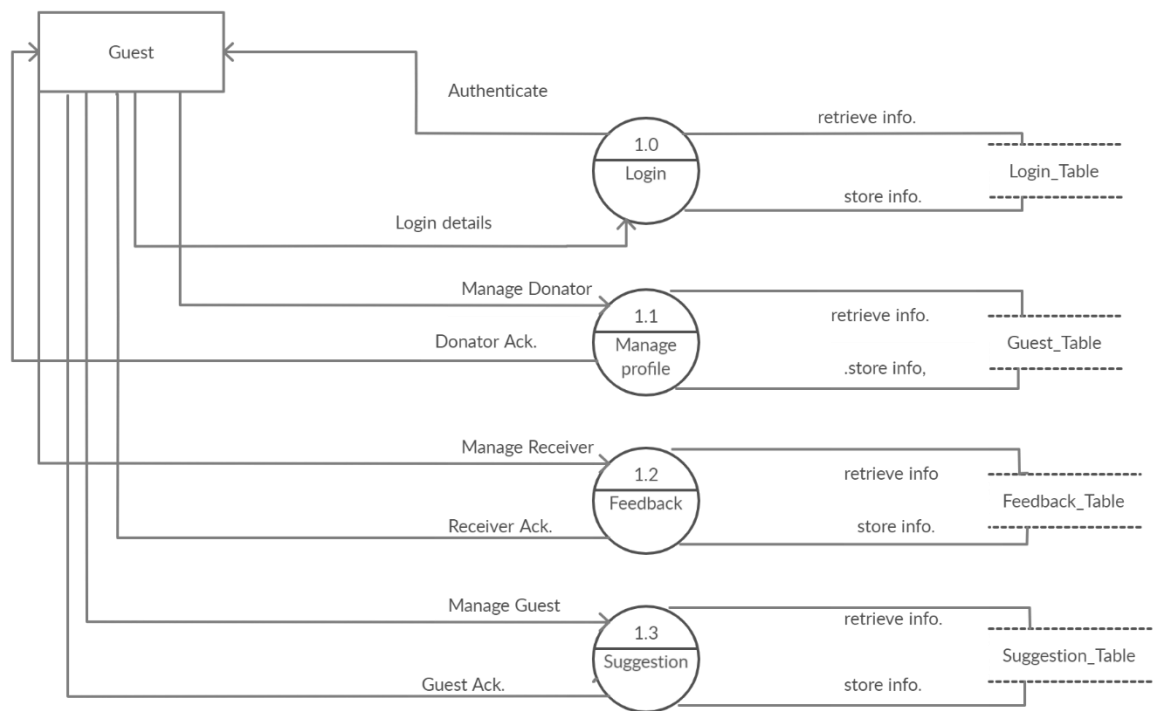 Guest
Authenticate
1.0
Login
retrieve info.
Login_Table
store info.
Login details
Manage Donator
1.1
Manage
profile
retrieve info.
Guest_Table
Donator Ack.
.store info,
Manage Receiver
1.2
Feedback
retrieve info
Feedback_Table
Receiver Ack.
store info.
Manage Guest
1.3
Suggestion
retrieve info.
Suggestion_Table
Guest Ack.
store info.